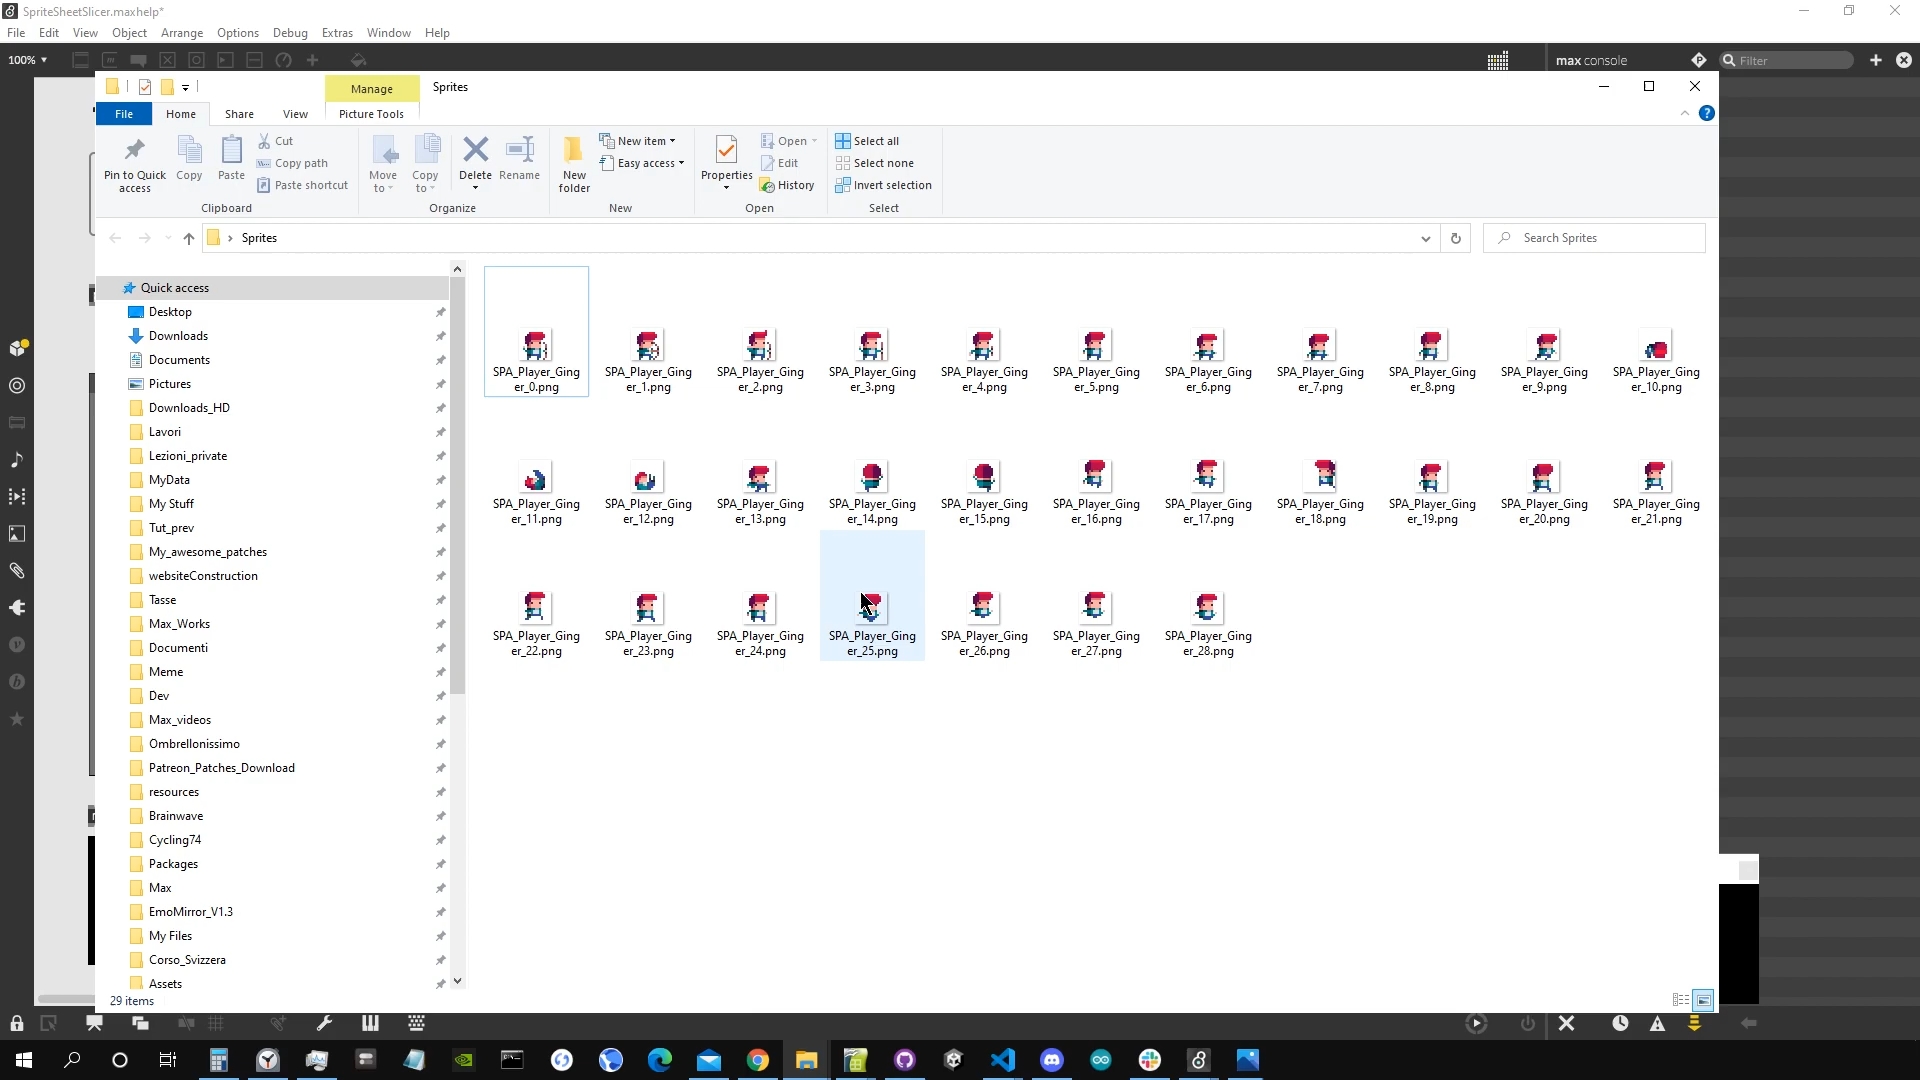 SpriteSheetSlicer.maxhelp*
File Edit View Object Arrange Options Debug Extras Window Help
100%
max console
Filter
Manage
Sprites
File Home Share View Picture Tools
Pin to Quick access
Copy
Paste
Cut
Copy path
Paste shortcut
Clipboard
Move to
Copy to
Delete
Rename
Organize
New folder
New item
Easy access
New
Properties
Open
Edit
History
Open
Select all
Select none
Invert selection
Select
Sprites
Search Sprites
Quick access
Desktop
Downloads
Documents
Pictures
Downloads_HD
Lavori
Lezioni_private
MyData
My Stuff
Tut_prev
My_awesome_patches
websiteConstruction
Tasse
Max_Works
Documenti
Meme
Dev
Max_videos
Ombrellonissimo
Patreon_Patches_Download
resources
Brainwave
Cycling74
Packages
Max
EmoMirror_V1.3
My Files
Corso_Svizzera
Assets
SPA_Player_Ginger_0.png
SPA_Player_Ginger_1.png
SPA_Player_Ginger_2.png
SPA_Player_Ginger_3.png
SPA_Player_Ginger_4.png
SPA_Player_Ginger_5.png
SPA_Player_Ginger_6.png
SPA_Player_Ginger_7.png
SPA_Player_Ginger_8.png
SPA_Player_Ginger_9.png
SPA_Player_Ginger_10.png
SPA_Player_Ginger_11.png
SPA_Player_Ginger_12.png
SPA_Player_Ginger_13.png
SPA_Player_Ginger_14.png
SPA_Player_Ginger_15.png
SPA_Player_Ginger_16.png
SPA_Player_Ginger_17.png
SPA_Player_Ginger_18.png
SPA_Player_Ginger_19.png
SPA_Player_Ginger_20.png
SPA_Player_Ginger_21.png
SPA_Player_Ginger_22.png
SPA_Player_Ginger_23.png
SPA_Player_Ginger_24.png
SPA_Player_Ginger_25.png
SPA_Player_Ginger_26.png
SPA_Player_Ginger_27.png
SPA_Player_Ginger_28.png
29 items